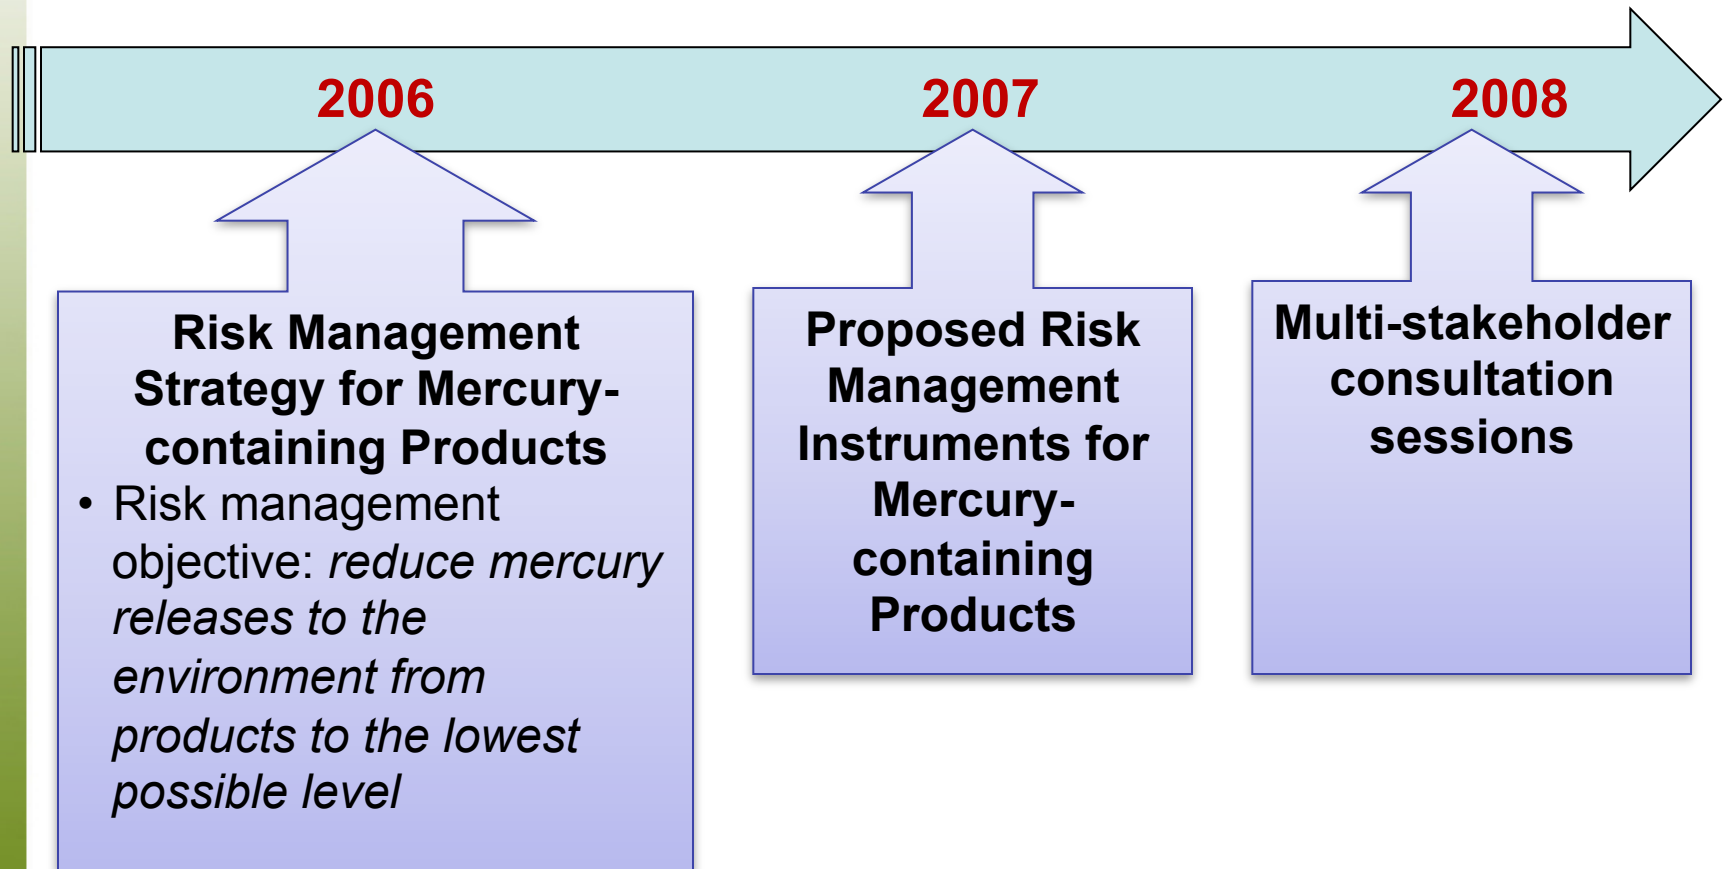 2006
2007
2008
Risk Management
Strategy for Mercury-
containing Products
• Risk management
objective: reduce mercury
releases to the
environment from
products to the lowest
possible level
Proposed Risk
Management
Instruments for
Mercury-
containing
Products
Multi-stakeholder
consultation
sessions